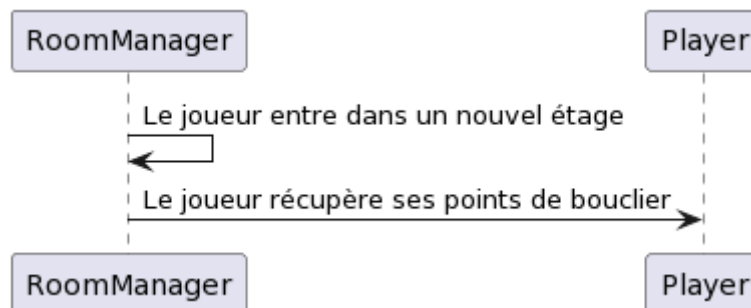 RoomManager
Player
Le joueur entre dans un nouvel étage
Le joueur récupère ses points de bouclier
RoomManager
Player